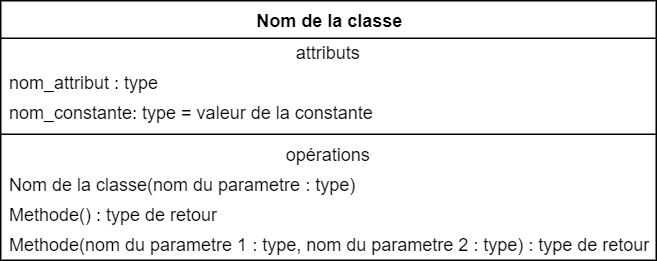 Nom de la classe
attributs
nom_attribut : type
nom_constante: type = valeur de la constante
opérations
Nom de la classe(nom du parametre : type)
Methode() : type de retour
Methode(nom du parametre 1 : type, nom du parametre 2 : type) : type de retour